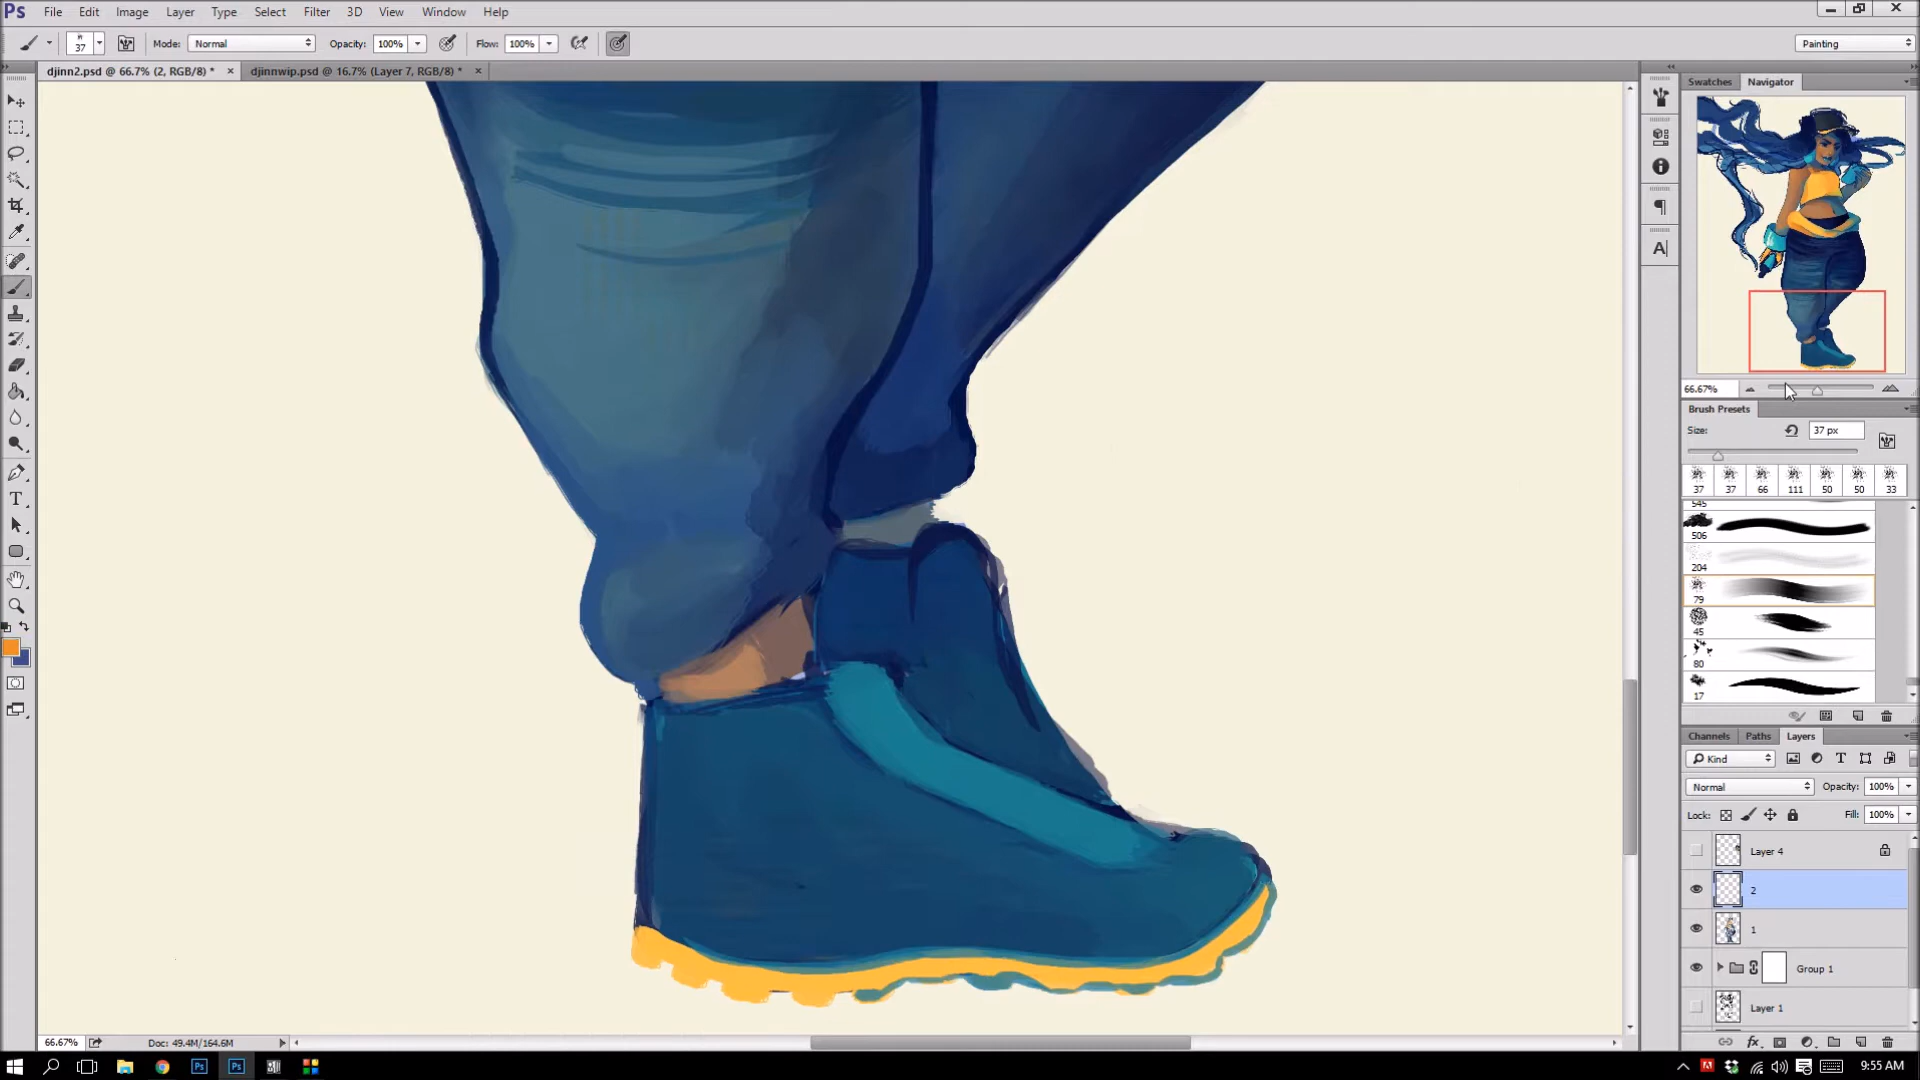 Ps File Edit Image Layer Type Select Filter 3D View Window Help
37 Mode: Normal Opacity: 100% Flow: 100% Painting
djinn2.psd @ 66.7% (2, RGB/8) * × djinnwip.psd @ 16.7% (Layer 7, RGB/8) * ×
Swatches Navigator
66.67%
Brush Presets
Size: 37 px
37 37 66 111 50 50 33
545
506
204
79
45
80
17
Channels Paths Layers
Kind
Normal Opacity: 100%
Lock: Fill: 100%
Layer 4
2
1
Group 1
Layer 1
66.67% Doc: 49.4M/164.6M
9:55 AM